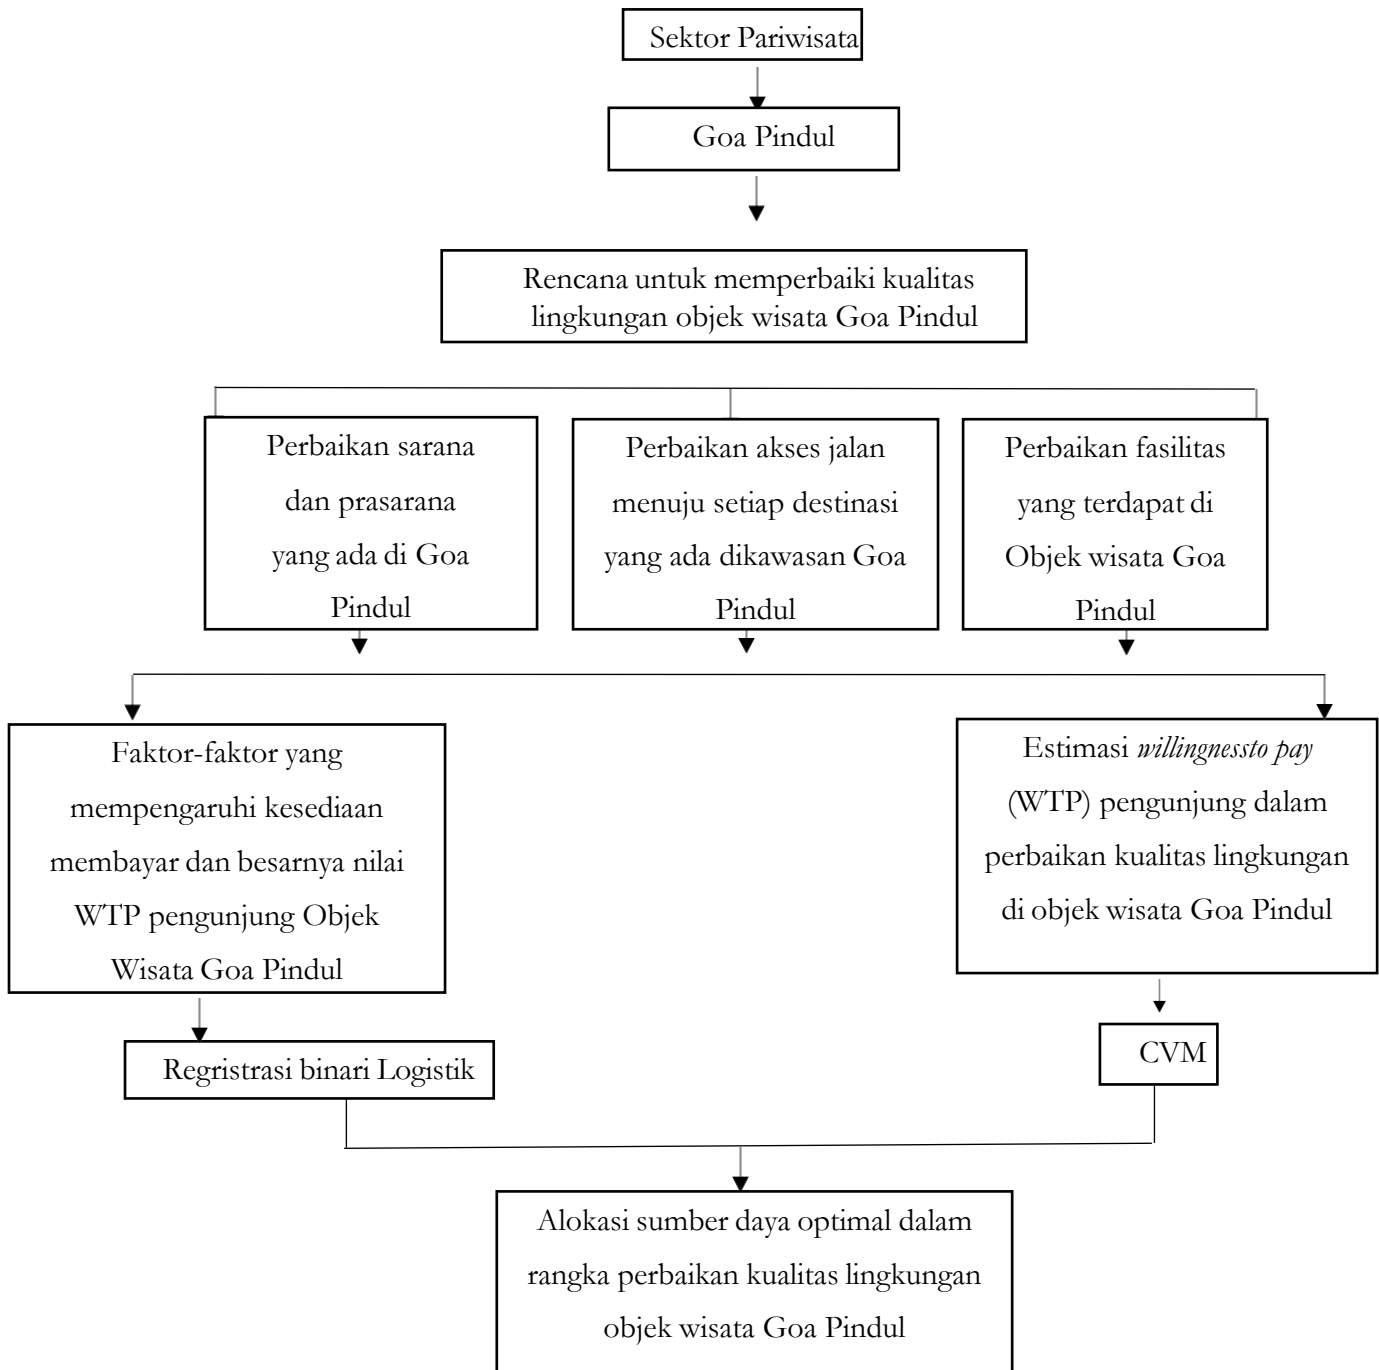 Sektor Pariwisata
Goa Pindul
Rencana untuk memperbaiki kualitas
lingkungan objek wisata Goa Pindul
Perbaikan sarana
dan prasarana
yang ada di Goa
Pindul
Perbaikan akses jalan
menuju setiap destinasi
yang ada dikawasan Goa
Pindul
Perbaikan fasilitas
yang terdapat di
Objek wisata Goa
Pindul
Faktor-faktor yang
mempengaruhi kesediaan
membayar dan besarnya nilai
WTP pengunjung Objek
Wisata Goa Pindul
Estimasi willingnessto pay
(WTP) pengunjung dalam
perbaikan kualitas lingkungan
di objek wisata Goa Pindul
Regristrasi binari Logistik
CVM
Alokasi sumber daya optimal dalam
rangka perbaikan kualitas lingkungan
objek wisata Goa Pindul